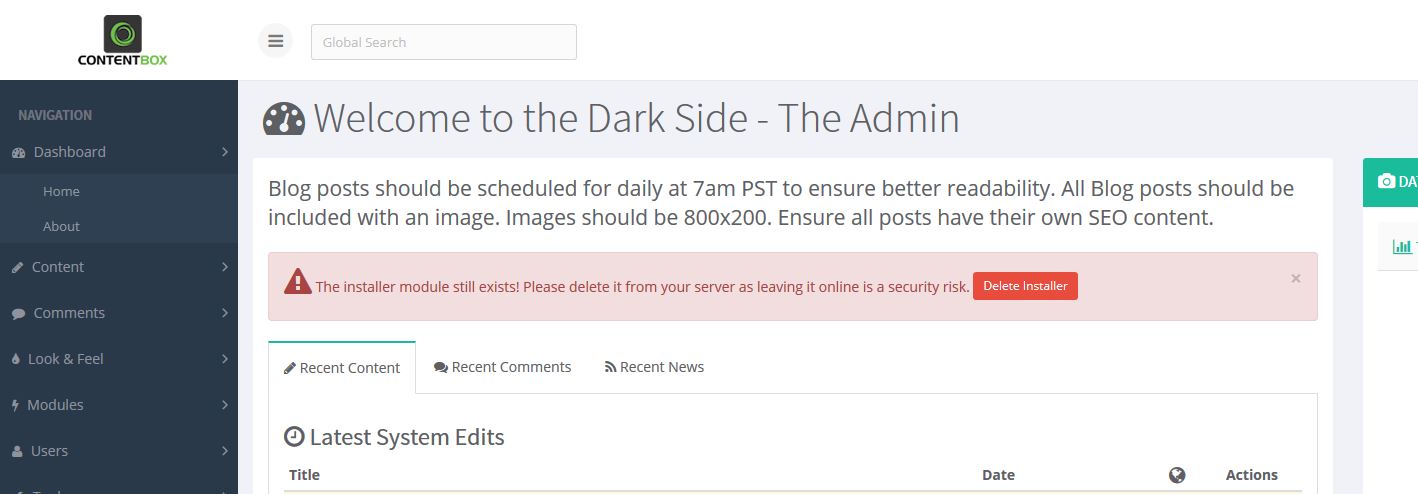 CONTENTBOX
Global Search
NAVIGATION
Dashboard
Home
About
Content
Comments
Look & Feel
Modules
Users
Welcome to the Dark Side - The Admin
Blog posts should be scheduled for daily at 7am PST to ensure better readability. All Blog posts should be
included with an image. Images should be 800x200. Ensure all posts have their own SEO content.
The installer module still exists! Please delete it from your server as leaving it online is a security risk. Delete Installer ×
Recent Content Recent Comments Recent News
Latest System Edits
Title Date Actions
DA